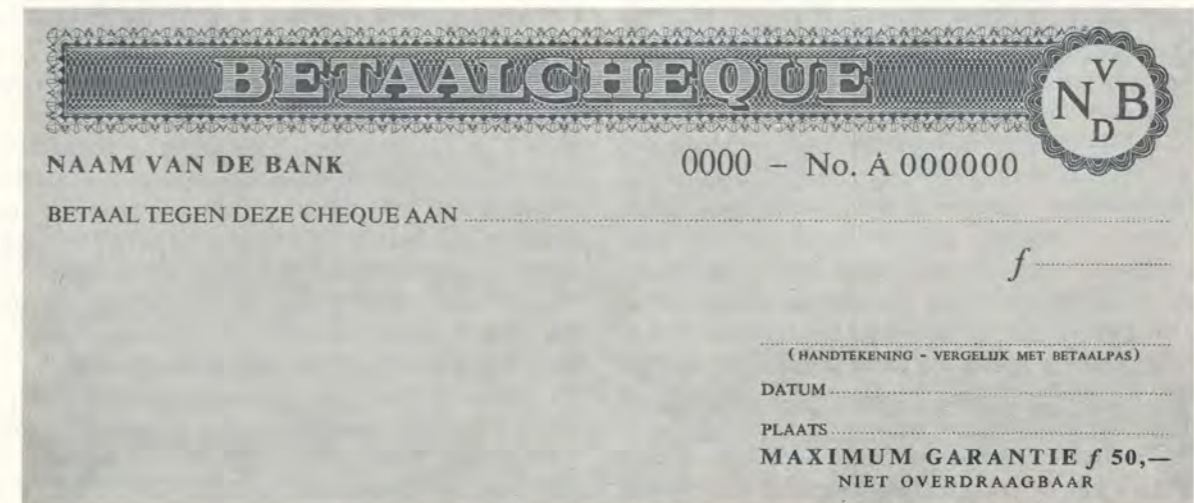 BETAALCHEQUE
N V D B
NAAM VAN DE BANK 0000 – No. A 000000
BETAAL TEGEN DEZE CHEQUE AAN
f
(HANDTEKENING - VERGELIJK MET BETAALPAS)
DATUM
PLAATS
MAXIMUM GARANTIE f 50,—
NIET OVERDRAAGBAAR